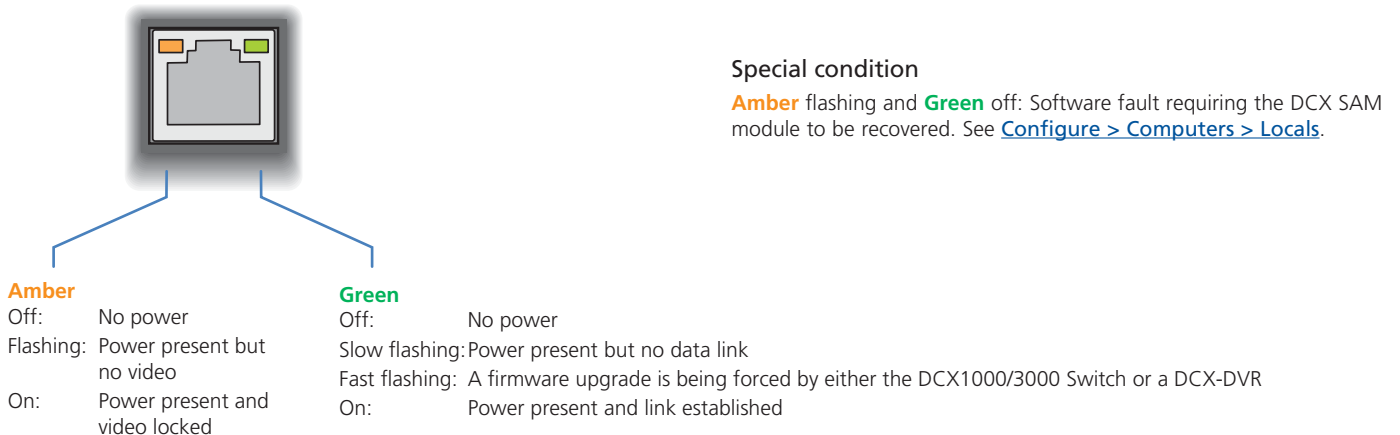 Special condition
Amber flashing and Green off: Software fault requiring the DCX SAM
module to be recovered. See Configure > Computers > Locals.
Amber
Off: No power
Flashing: Power present but
no video
On: Power present and
video locked
Green
Off: No power
Slow flashing: Power present but no data link
Fast flashing: A firmware upgrade is being forced by either the DCX1000/3000 Switch or a DCX-DVR
On: Power present and link established